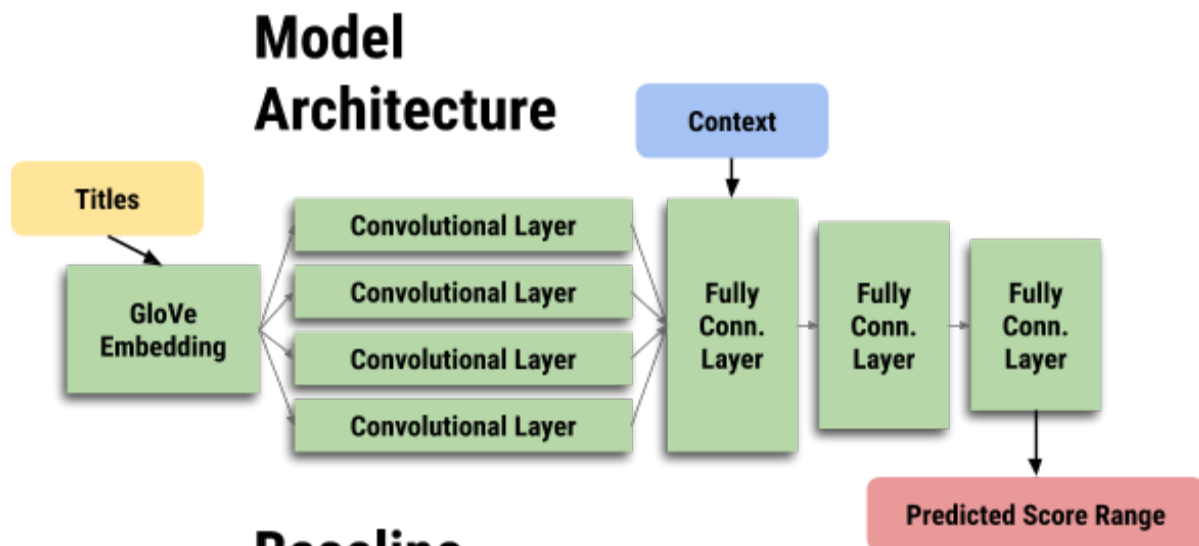 Model
Architecture
Context
Titles
GloVe
Embedding
Convolutional Layer
Convolutional Layer
Convolutional Layer
Convolutional Layer
Fully
Conn.
Layer
Fully
Conn.
Layer
Fully
Conn.
Layer
Predicted Score Range
Baseline